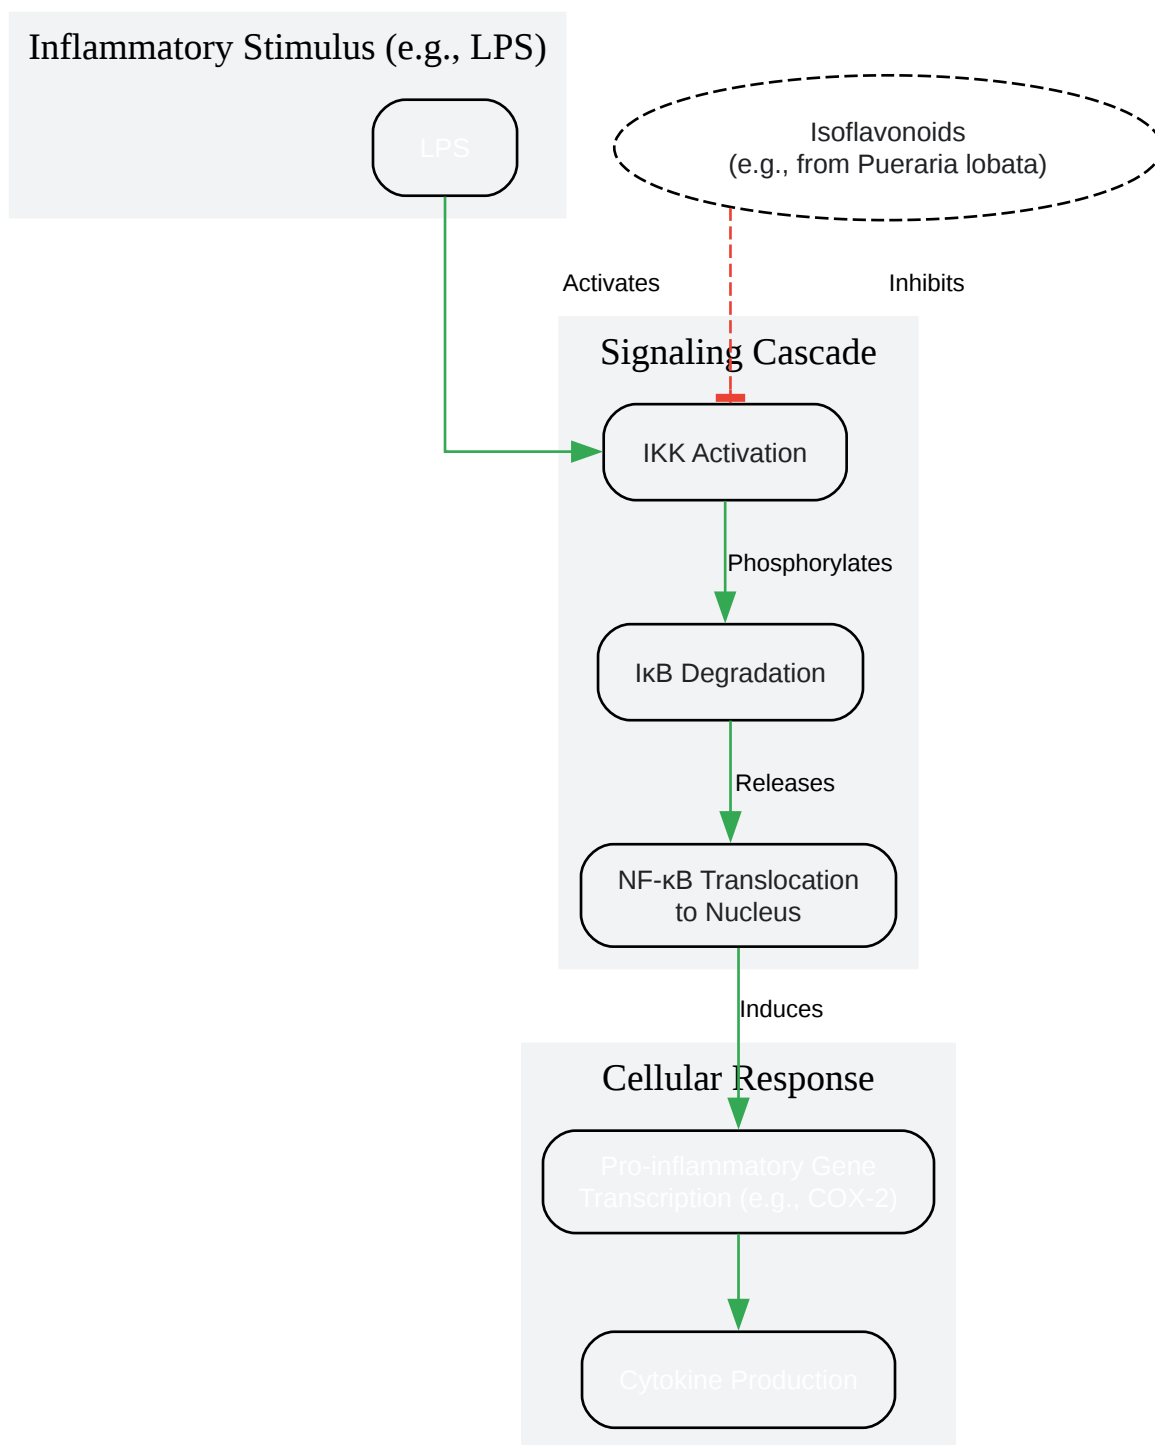 Inflammatory Stimulus (e.g., LPS)
LPS
Isoflavonoids
(e.g., from Pueraria lobata)
Activates
Inhibits
Signaling Cascade
IKK Activation
Phosphorylates
IκB Degradation
Releases
NF-κB Translocation
to Nucleus
Induces
Cellular Response
Pro-inflammatory Gene
Transcription (e.g., COX-2)
Cytokine Production